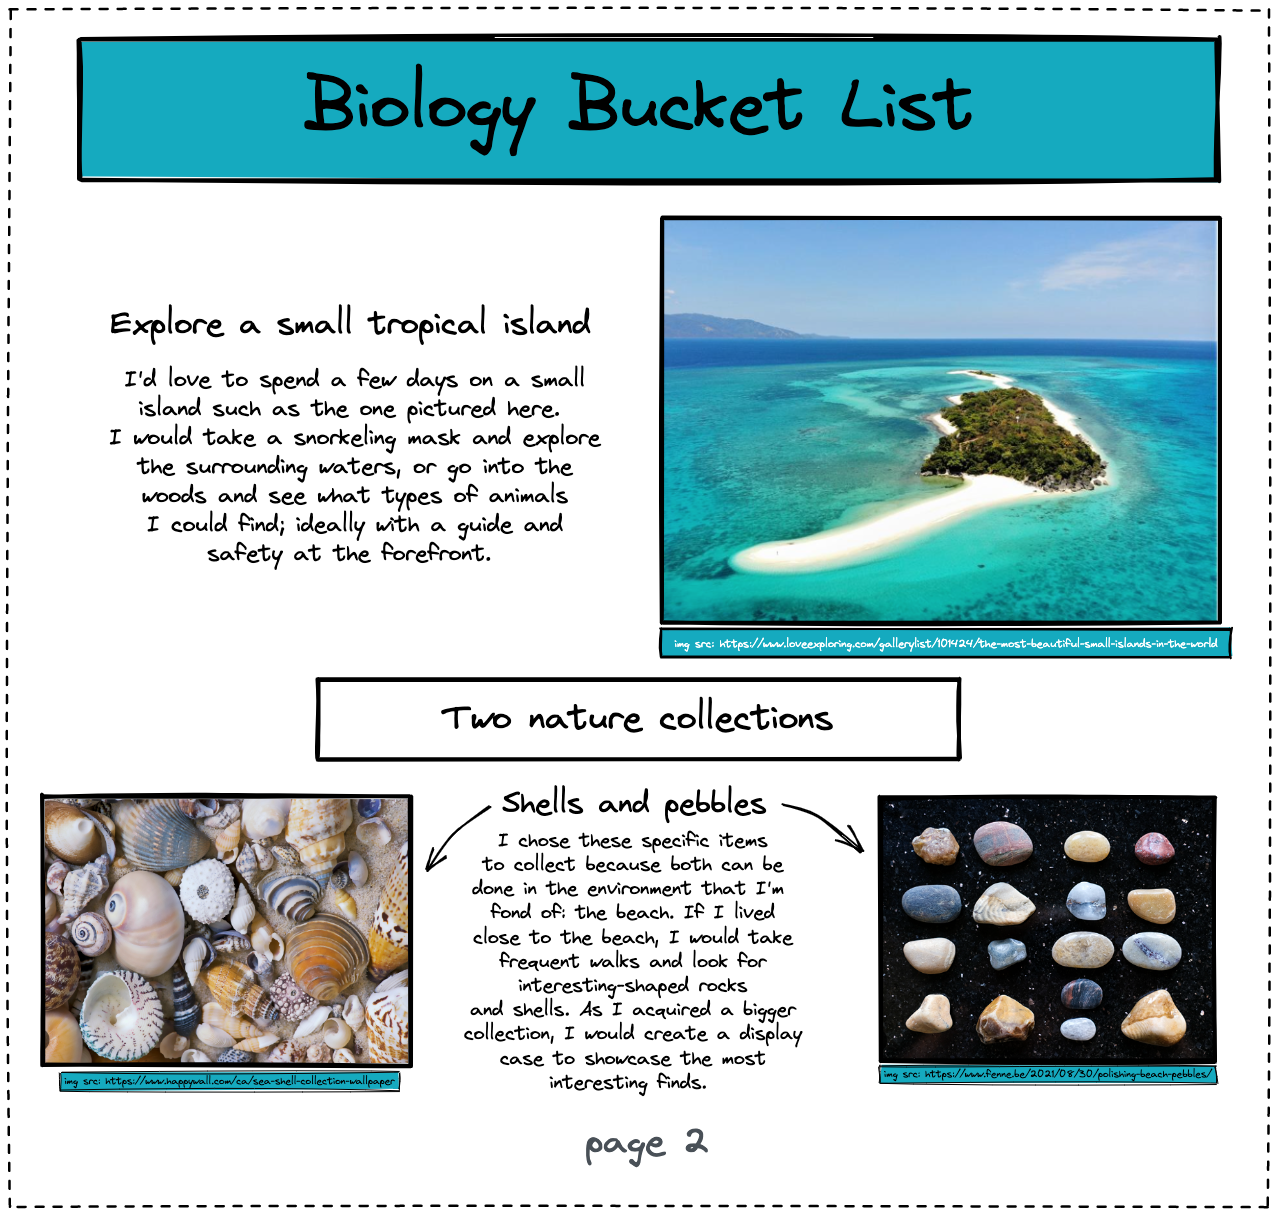 Biology Bucket List
Explore a small tropical island
I'd love to spend a few days on a small
island such as the one pictured here.
I would take a snorkeling mask and explore
the surrounding waters, or go into the
woods and see what types of animals
I could find; ideally with a guide and
safety at the forefront.
img src: https://www.loveexploring.com/gallerylist/101424/the-most-beautiful-small-islands-in-the-world
Two nature collections
Shells and pebbles
I chose these specific items
to collect because both can be
done in the environment that I'm
fond of: the beach. If I lived
close to the beach, I would take
frequent walks and look for
interesting-shaped rocks
and shells. As I acquired a bigger
collection, I would create a display
case to showcase the most
interesting finds.
img src: https://www.happywall.com/ca/sea-shell-collection-wallpaper
img src: https://www.fenne.be/2021/08/30/polishing-beach-pebbles/
page 2